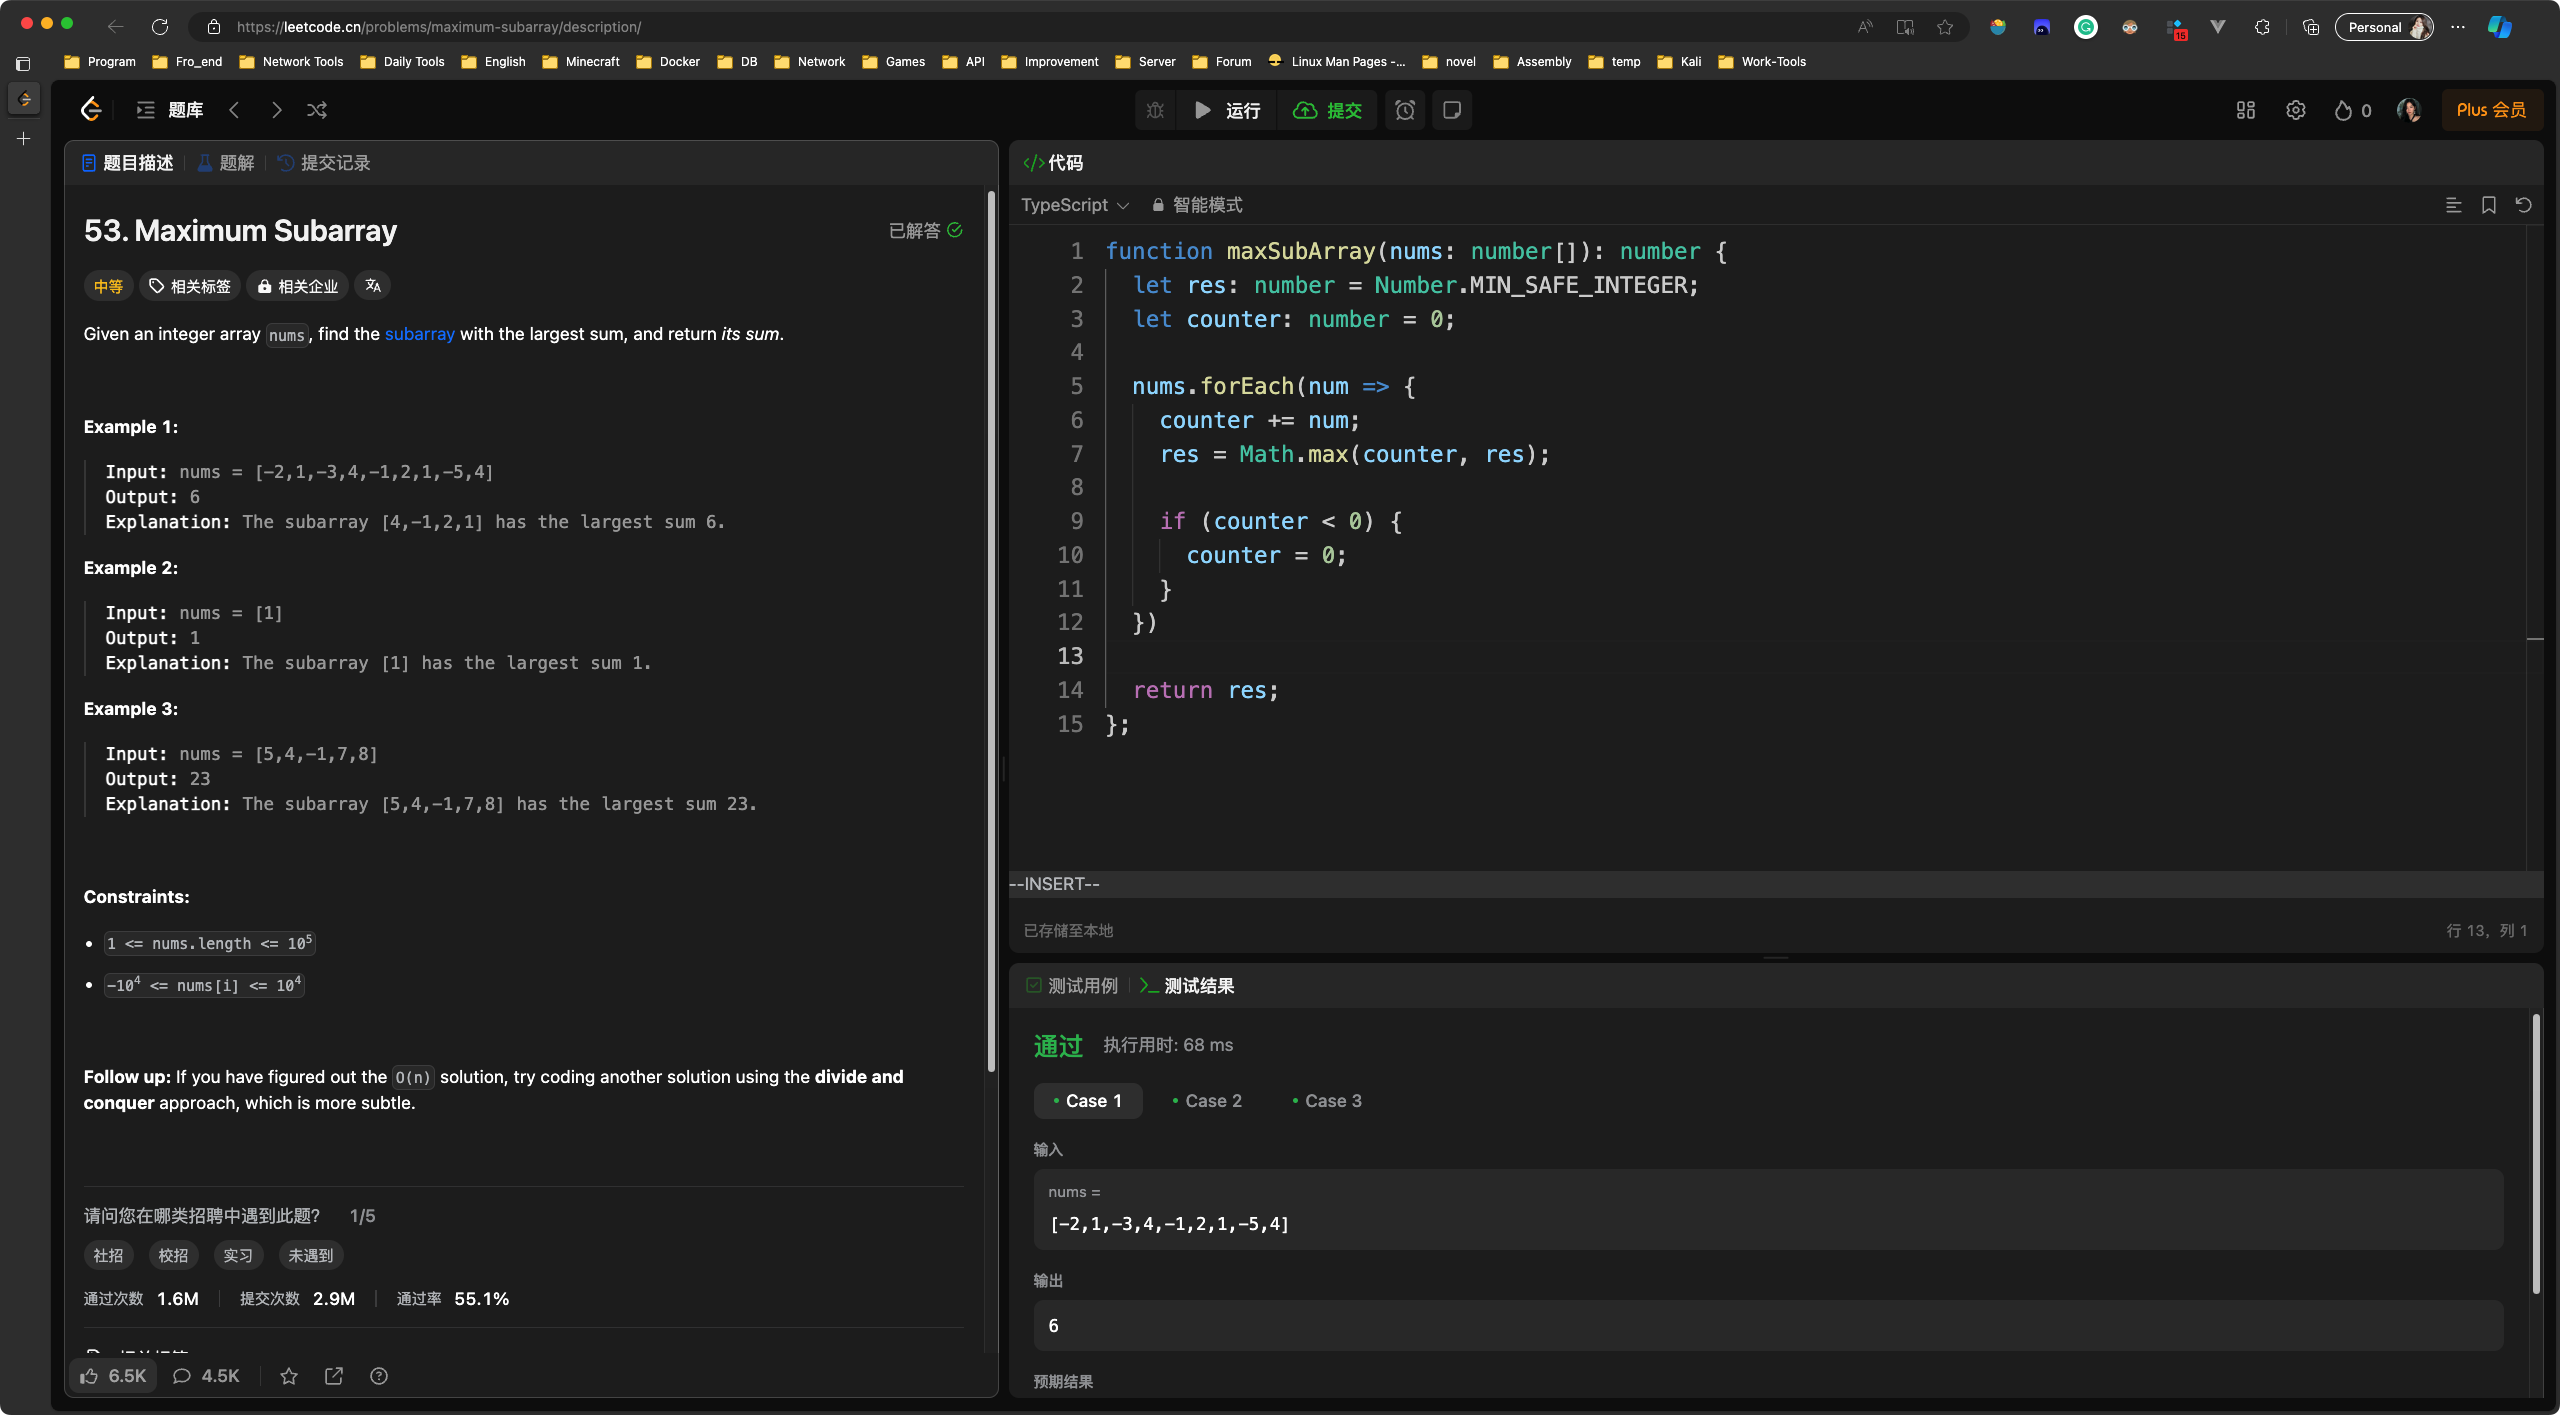 https://leetcode.cn/problems/maximum-subarray/description/
15
Personal
Program Fro_end Network Tools Daily Tools English Minecraft Docker DB Network Games API Improvement Server Forum Linux Man Pages -... novel Assembly temp Kali Work-Tools
题库
运行
提交
0
Plus 会员
题目描述 题解 提交记录
53. Maximum Subarray
已解答
中等 相关标签 相关企业
Given an integer array nums, find the subarray with the largest sum, and return its sum.
Example 1:
Input: nums = [-2,1,-3,4,-1,2,1,-5,4]
Output: 6
Explanation: The subarray [4,-1,2,1] has the largest sum 6.
Example 2:
Input: nums = [1]
Output: 1
Explanation: The subarray [1] has the largest sum 1.
Example 3:
Input: nums = [5,4,-1,7,8]
Output: 23
Explanation: The subarray [5,4,-1,7,8] has the largest sum 23.
Constraints:
• 1 <= nums.length <= 10⁵
• -10⁴ <= nums[i] <= 10⁴
Follow up: If you have figured out the O(n) solution, try coding another solution using the divide and
conquer approach, which is more subtle.
请问您在哪类招聘中遇到此题? 1/5
社招 校招 实习 未遇到
通过次数 1.6M 提交次数 2.9M 通过率 55.1%
6.5K 4.5K
代码
TypeScript 智能模式
1 function maxSubArray(nums: number[]): number {
2 let res: number = Number.MIN_SAFE_INTEGER;
3 let counter: number = 0;
4
5 nums.forEach(num => {
6 counter += num;
7 res = Math.max(counter, res);
8
9 if (counter < 0) {
10 counter = 0;
11 }
12 })
13
14 return res;
15 };
--INSERT--
已存储至本地
行 13, 列 1
测试用例 测试结果
通过 执行用时: 68 ms
• Case 1 • Case 2 • Case 3
输入
nums =
[-2,1,-3,4,-1,2,1,-5,4]
输出
6
预期结果